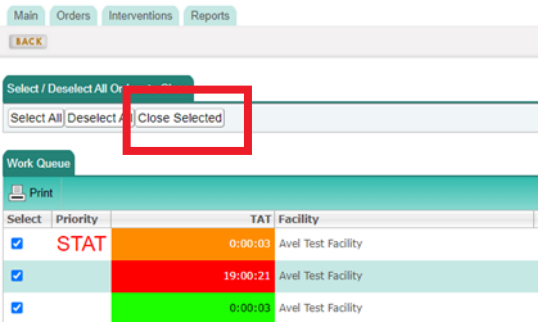 Main Orders Interventions Reports
BACK
Select / Deselect All
Select All Deselect All Close Selected
Work Queue
Print
Select Priority TAT Facility
STAT 0:00:03 Avel Test Facility
19:00:21 Avel Test Facility
0:00:03 Avel Test Facility